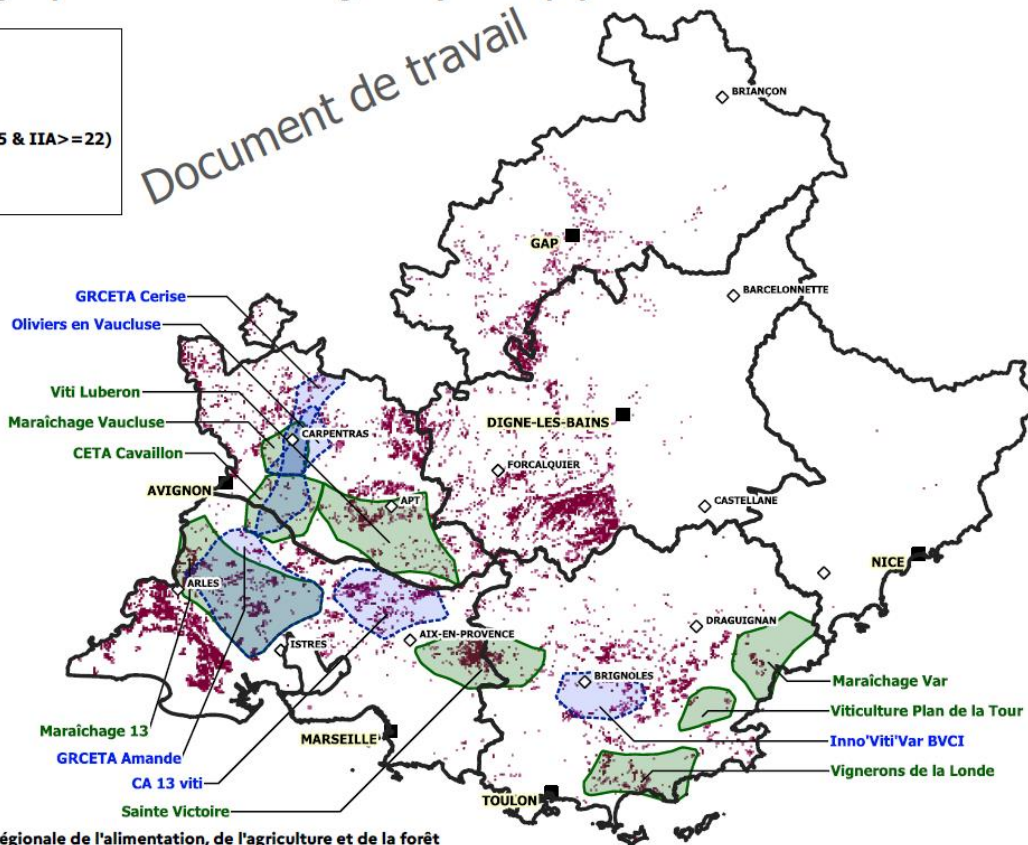 5 & IIA>=22)
Document de travail
BRIANÇON
GAP
BARCELONNETTE
GRCETA Cerise
Oliviers en Vaucluse
Viti Luberon
Maraîchage Vaucluse
CETA Cavaillon
CARPENTRAS
DIGNE-LES-BAINS
FORCALQUIER
AVIGNON
APT
CASTELLANE
NICE
ARLES
ISTRES
AIX-EN-PROVENCE
DRAGUIGNAN
BRIGNOLES
Maraîchage Var
Viticulture Plan de la Tour
Inno'Viti'Var BVCI
Vignerons de la Londe
Maraîchage 13
GRCETA Amande
CA 13 viti
Sainte Victoire
MARSEILLE
TOULON
égionale de l'alimentation, de l'agriculture et de la forêt